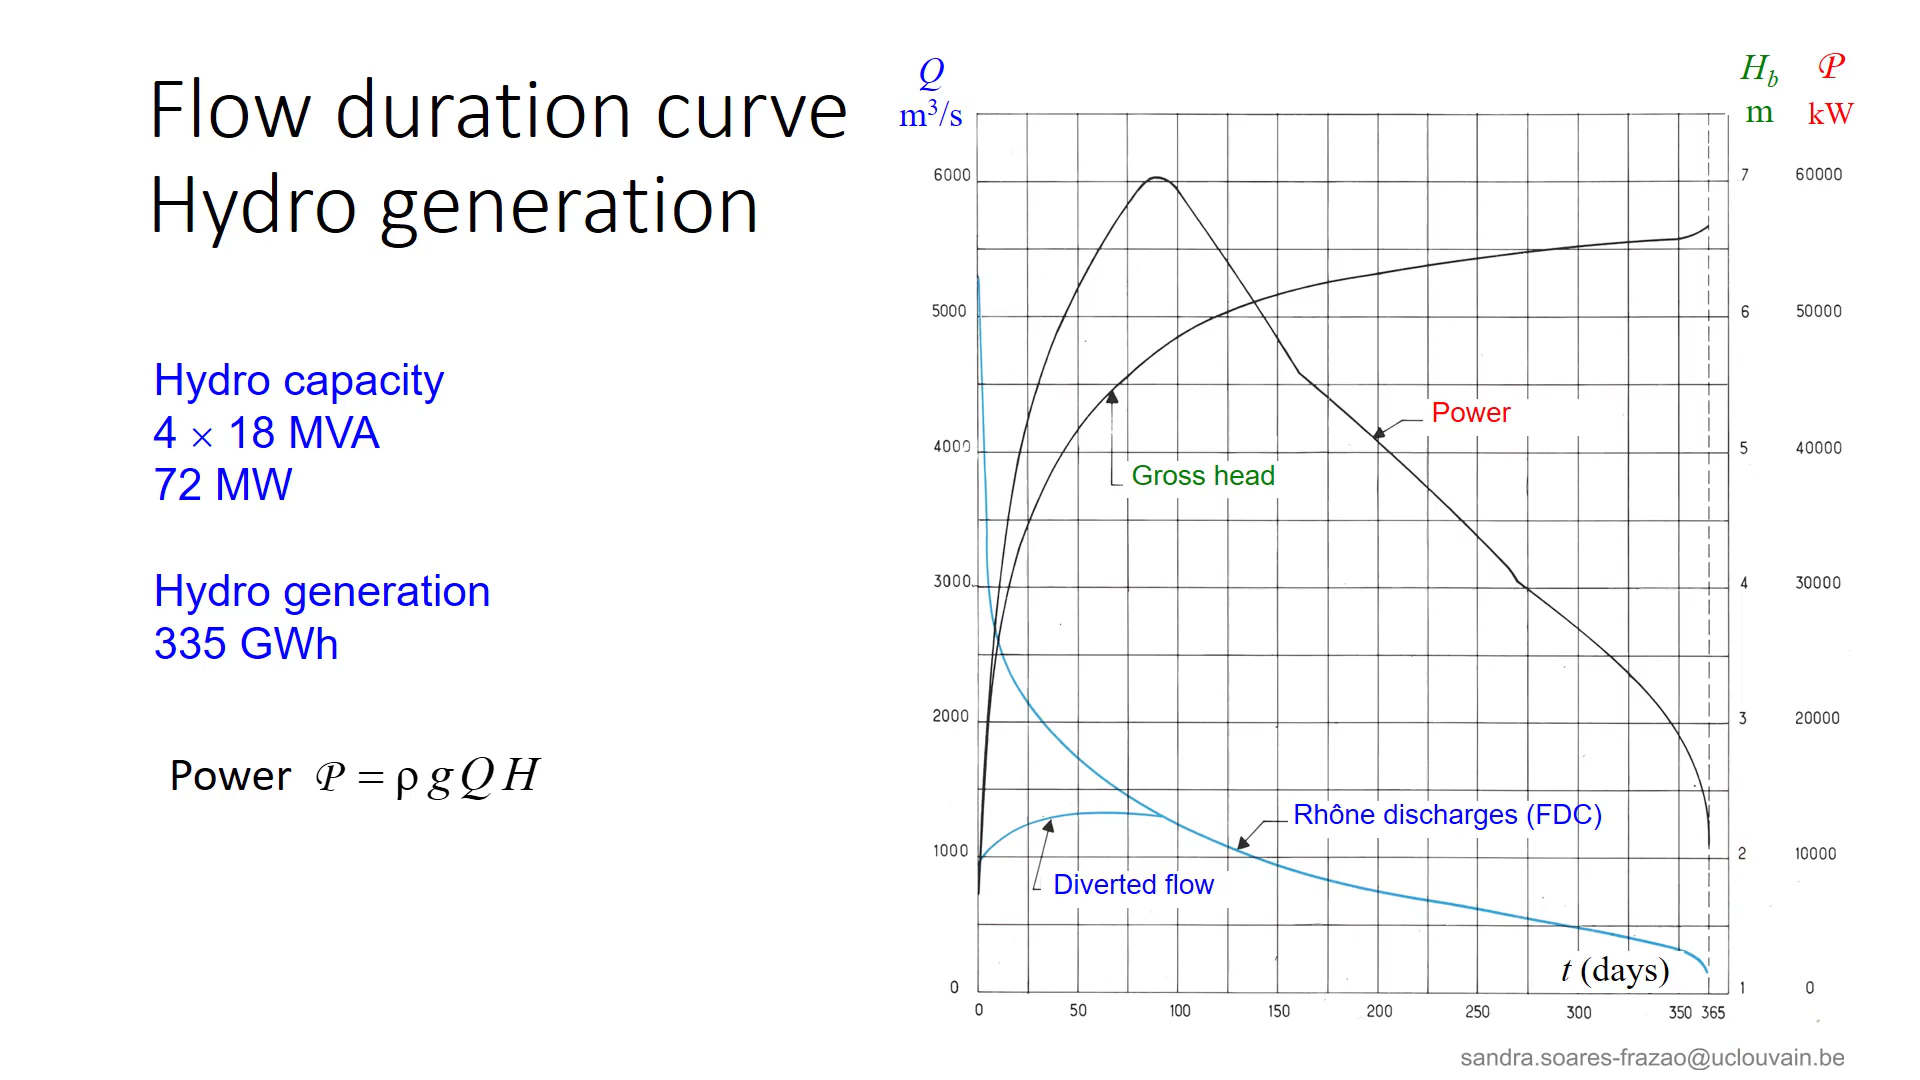 Flow duration curve
Hydro generation
Hydro capacity
4 × 18 MVA
72 MW
Hydro generation
335 GWh
Power 𝒫 = ρ g Q H
Q
m³/s
H_b
m
𝒫
kW
6000
5000
4000
3000
2000
1000
0
7
6
5
4
3
2
1
60000
50000
40000
30000
20000
10000
0
Power
Gross head
Rhône discharges (FDC)
Diverted flow
t (days)
0 50 100 150 200 250 300 350 365
sandra.soares-frazao@uclouvain.be